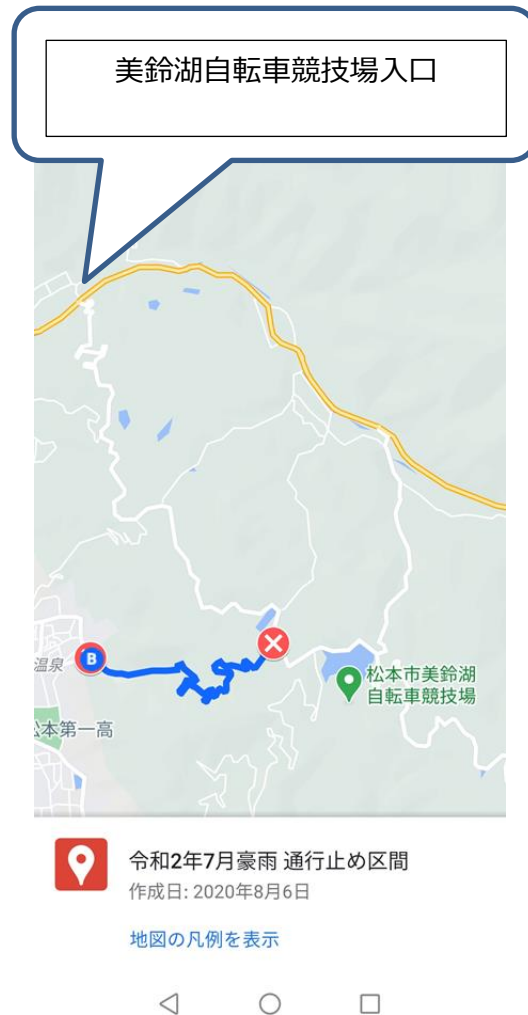 美鈴湖自転車競技場入口
温泉
B
松本市美鈴湖
自転車競技場
本第一高
令和2年7月豪雨 通行止め区間
作成日: 2020年8月6日
地図の凡例を表示